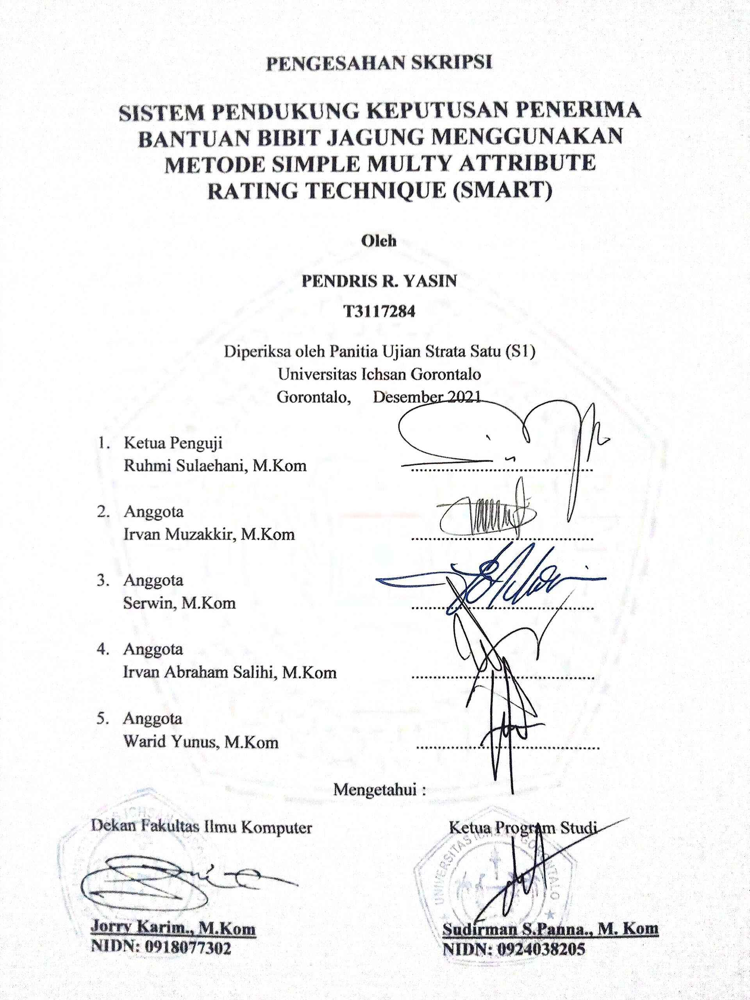 PENGESAHAN SKRIPSI
SISTEM PENDUKUNG KEPUTUSAN PENERIMA
BANTUAN BIBIT JAGUNG MENGGUNAKAN
METODE SIMPLE MULTY ATTRIBUTE
RATING TECHNIQUE (SMART)
Oleh
PENDRIS R. YASIN
T3117284
Diperiksa oleh Panitia Ujian Strata Satu (S1)
Universitas Ichsan Gorontalo
Gorontalo, Desember 2021
1. Ketua Penguji
Ruhmi Sulaehani, M.Kom
2. Anggota
Irvan Muzakkir, M.Kom
3. Anggota
Serwin, M.Kom
4. Anggota
Irvan Abraham Salihi, M.Kom
5. Anggota
Warid Yunus, M.Kom
Mengetahui :
Dekan Fakultas Ilmu Komputer
Ketua Program Studi
UNIVERSITAS ICHSAN GORONTALO
Jorry Karim., M.Kom
NIDN: 0918077302
Sudirman S.Panna., M. Kom
NIDN: 0924038205